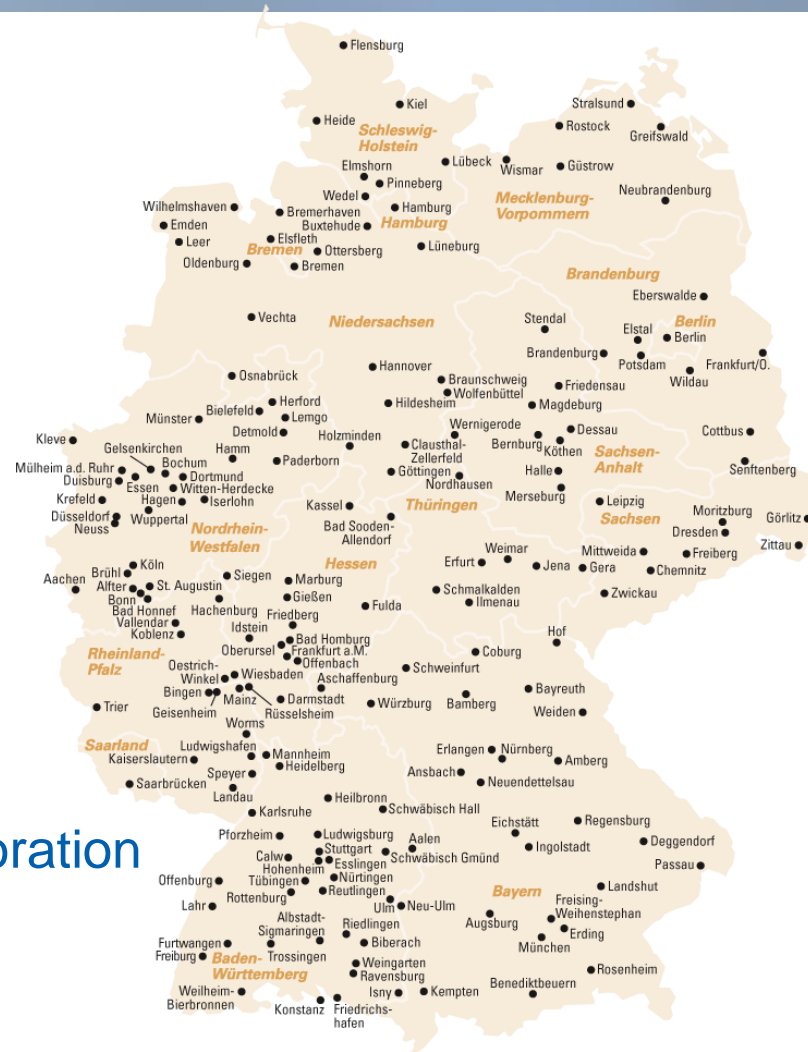 Flensburg
Kiel
Stralsund
Heide
Rostock
Greifswald
Schleswig-
Holstein
Lübeck
Wismar
Güstrow
Elmshorn
Pinneberg
Neubrandenburg
Wedel
Mecklenburg-
Vorpommern
Wilhelmshaven
Bremerhaven
Hamburg
Emden
Buxtehude
Hamburg
Leer
Elsfleth
Lüneburg
Bremen
Ottersberg
Oldenburg
Bremen
Brandenburg
Eberswalde
Vechta
Niedersachsen
Stendal
Elstal
Berlin
Berlin
Brandenburg
Potsdam
Frankfurt/O.
Hannover
Wildau
Osnabrück
Braunschweig
Friedensau
Wolfenbüttel
Herford
Hildesheim
Magdeburg
Bielefeld
Lemgo
Münster
Wernigerode
Dessau
Cottbus
Detmold
Holzminden
Bernburg
Köthen
Kleve
Clausthal-
Zellerfeld
Sachsen-
Anhalt
Gelsenkirchen
Hamm
Paderborn
Bochum
Göttingen
Halle
Senftenberg
Mülheim a.d. Ruhr
Dortmund
Nordhausen
Duisburg
Essen
Witten-Herdecke
Merseburg
Krefeld
Hagen
Iserlohn
Kassel
Thüringen
Leipzig
Moritzburg
Düsseldorf
Wuppertal
Görlitz
Neuss
Nordrhein-
Westfalen
Bad Sooden-
Allendorf
Sachsen
Dresden
Weimar
Mittweida
Zittau
Köln
Hessen
Erfurt
Freiberg
Brühl
Siegen
Marburg
Jena
Gera
Chemnitz
Aachen
Alfter
St. Augustin
Schmalkalden
Zwickau
Bonn
Gießen
Ilmenau
Bad Honnef
Hachenburg
Fulda
Vallendar
Friedberg
Koblenz
Idstein
Hof
Bad Homburg
Oberursel
Frankfurt a.M.
Coburg
Rheinland-
Pfalz
Offenbach
Oestrich-
Winkel
Wiesbaden
Aschaffenburg
Schweinfurt
Bingen
Mainz
Bayreuth
Trier
Geisenheim
Rüsselsheim
Darmstadt
Würzburg
Bamberg
Weiden
Worms
Saarland
Ludwigshafen
Mannheim
Erlangen
Nürnberg
Kaiserslautern
Heidelberg
Amberg
Speyer
Ansbach
Saarbrücken
Neuendettelsau
Landau
Heilbronn
Karlsruhe
Schwäbisch Hall
Eichstätt
Regensburg
oration
Pforzheim
Ludwigsburg
Aalen
Deggendorf
Stuttgart
Ingolstadt
Calw
Esslingen
Schwäbisch Gmünd
Passau
Hohenheim
Offenburg
Tübingen
Nürtingen
Landshut
Rottenburg
Reutlingen
Bayern
Lahr
Ulm
Neu-Ulm
Freising-
Weihenstephan
Albstadt-
Sigmaringen
Riedlingen
Augsburg
Erding
Furtwangen
Biberach
München
Freiburg
Trossingen
Baden-
Württemberg
Weingarten
Rosenheim
Ravensburg
Benediktbeuern
Weilheim-
Bierbronnen
Isny
Kempten
Konstanz
Friedrichs-
hafen